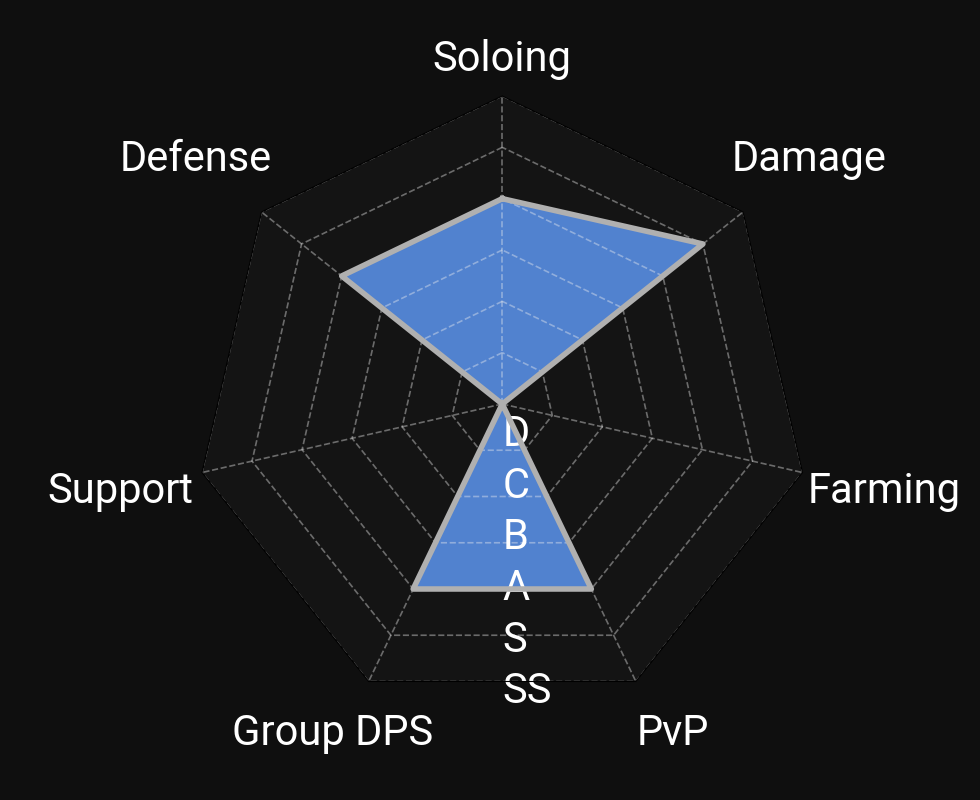 Soloing
Defense
Damage
D
C
Support
Farming
B
A
S
SS
Group DPS
PvP